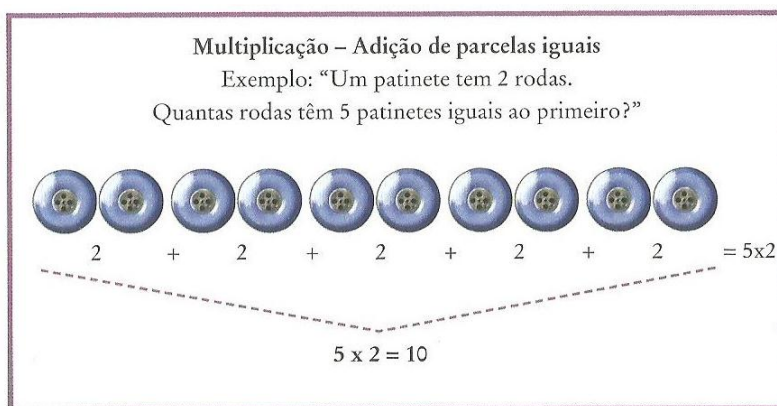 Multiplicação – Adição de parcelas iguais
Exemplo: “Um patinete tem 2 rodas.
Quantas rodas têm 5 patinetes iguais ao primeiro?”
2 + 2 + 2 + 2 + 2 = 5x2
5 x 2 = 10